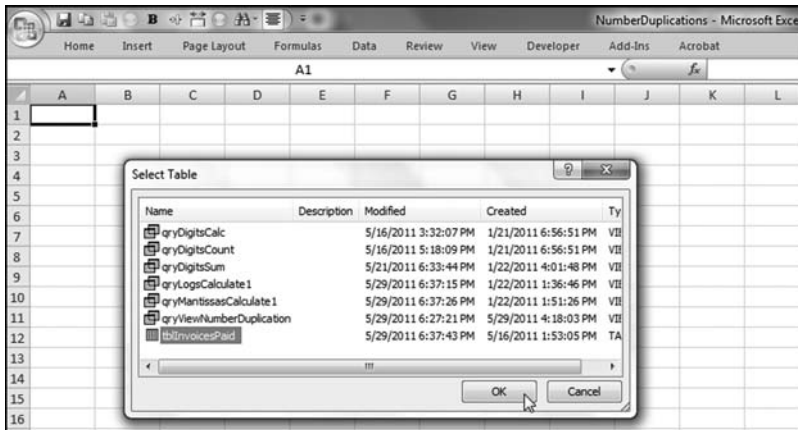 NumberDuplications - Microsoft Exce
Home Insert Page Layout Formulas Data Review View Developer Add-Ins Acrobat
A1 fx
A B C D E F G H I J K L
1
2
3
4
5
6
7
8
9
10
11
12
13
14
15
16
Select Table
Name Description Modified Created Ty
qryDigitsCalc 5/16/2011 3:32:07 PM 1/21/2011 6:56:51 PM VIE
qryDigitsCount 5/16/2011 5:18:09 PM 1/21/2011 6:56:51 PM VIE
qryDigitsSum 5/21/2011 6:33:44 PM 1/22/2011 4:01:48 PM VIE
qryLogsCalculate1 5/29/2011 6:37:15 PM 1/22/2011 1:36:46 PM VIE
qryMantissasCalculate1 5/29/2011 6:37:26 PM 1/22/2011 1:51:26 PM VIE
qryViewNumberDuplication 5/29/2011 6:27:21 PM 5/29/2011 4:18:03 PM VIE
tblInvoicesPaid 5/29/2011 6:37:43 PM 5/16/2011 1:53:05 PM TA
OK Cancel